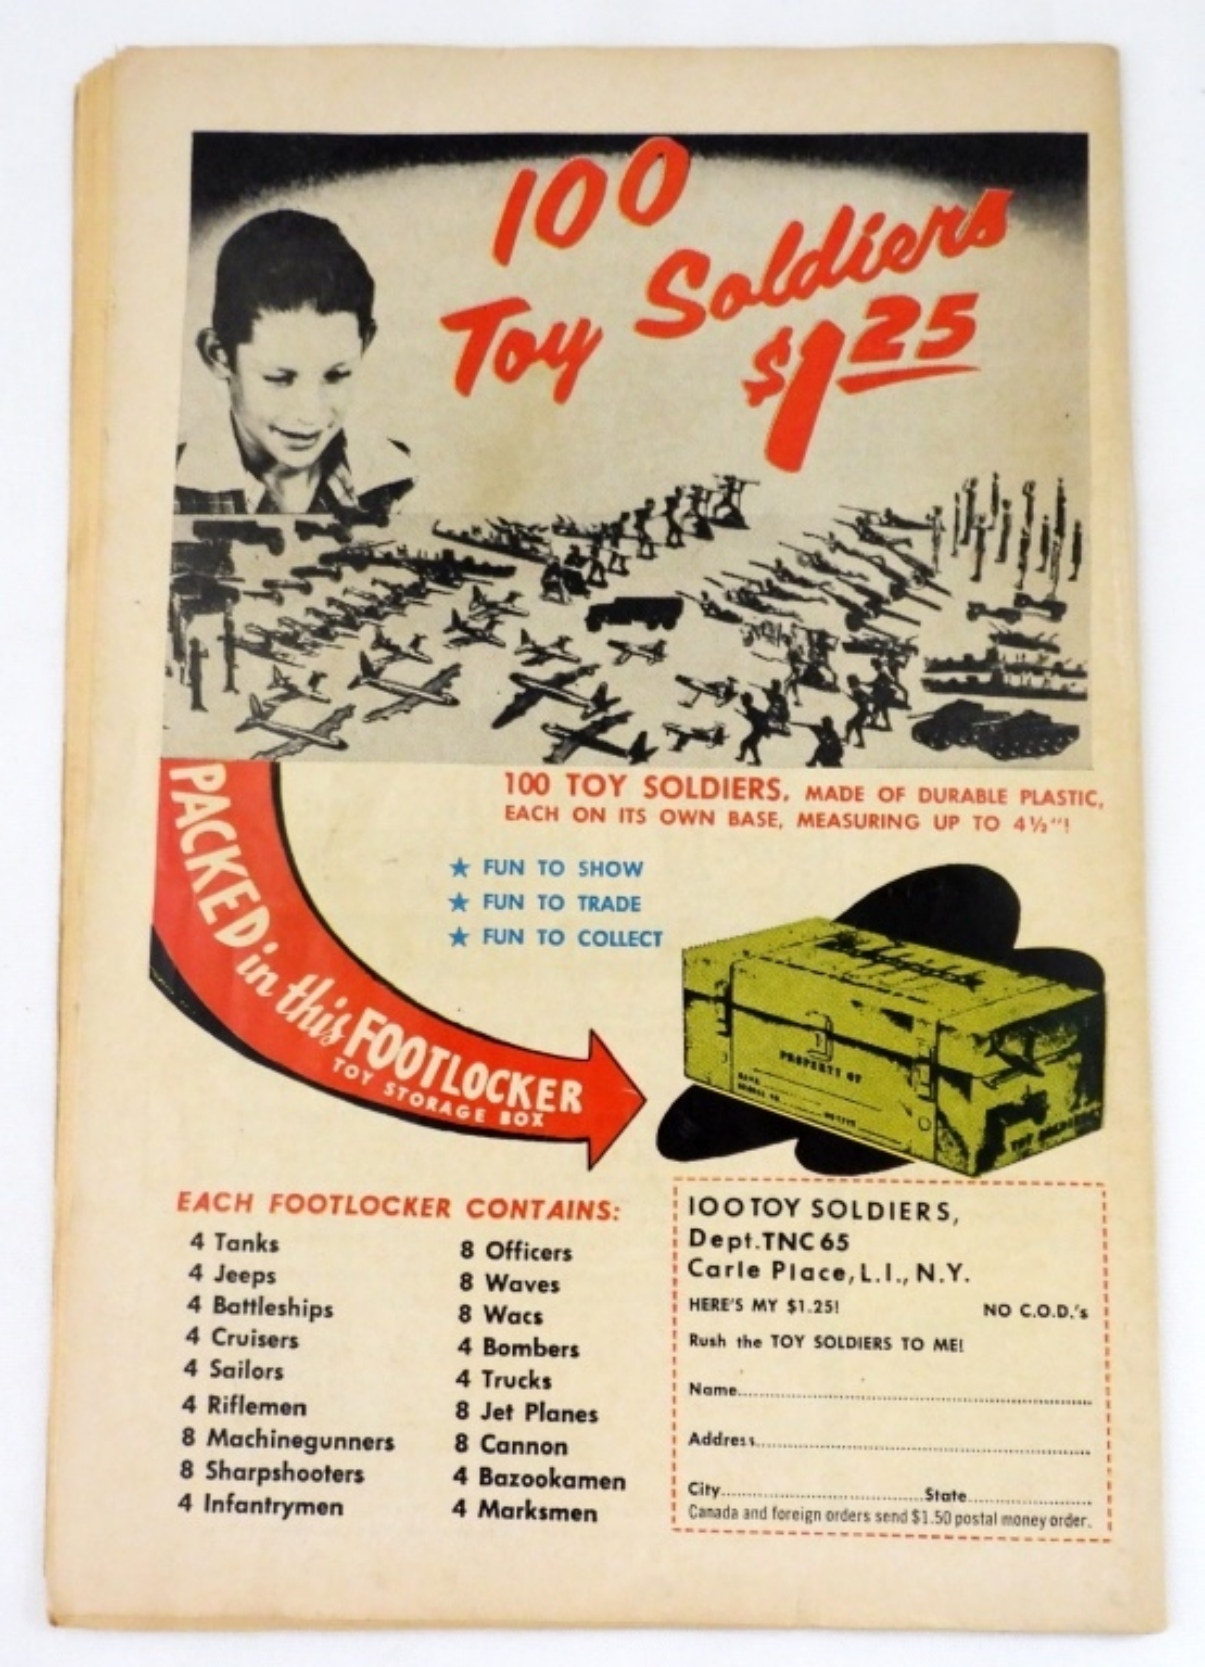 100
Toy Soldiers
$1.25
100 TOY SOLDIERS, MADE OF DURABLE PLASTIC,
EACH ON ITS OWN BASE, MEASURING UP TO 4½"!
★ FUN TO SHOW
★ FUN TO TRADE
★ FUN TO COLLECT
PACKED in this FOOTLOCKER
TOY STORAGE BOX
PROPERTY OF
EACH FOOTLOCKER CONTAINS:
4 Tanks
4 Jeeps
4 Battleships
4 Cruisers
4 Sailors
4 Riflemen
8 Machinegunners
8 Sharpshooters
4 Infantrymen
8 Officers
8 Waves
8 Wacs
4 Bombers
4 Trucks
8 Jet Planes
8 Cannon
4 Bazookamen
4 Marksmen
100 TOY SOLDIERS,
Dept. TNC 65
Carle Place, L.I., N.Y.
HERE'S MY $1.25! NO C.O.D.'s
Rush the TOY SOLDIERS TO ME!
Name
Address
City State
Canada and foreign orders send $1.50 postal money order.